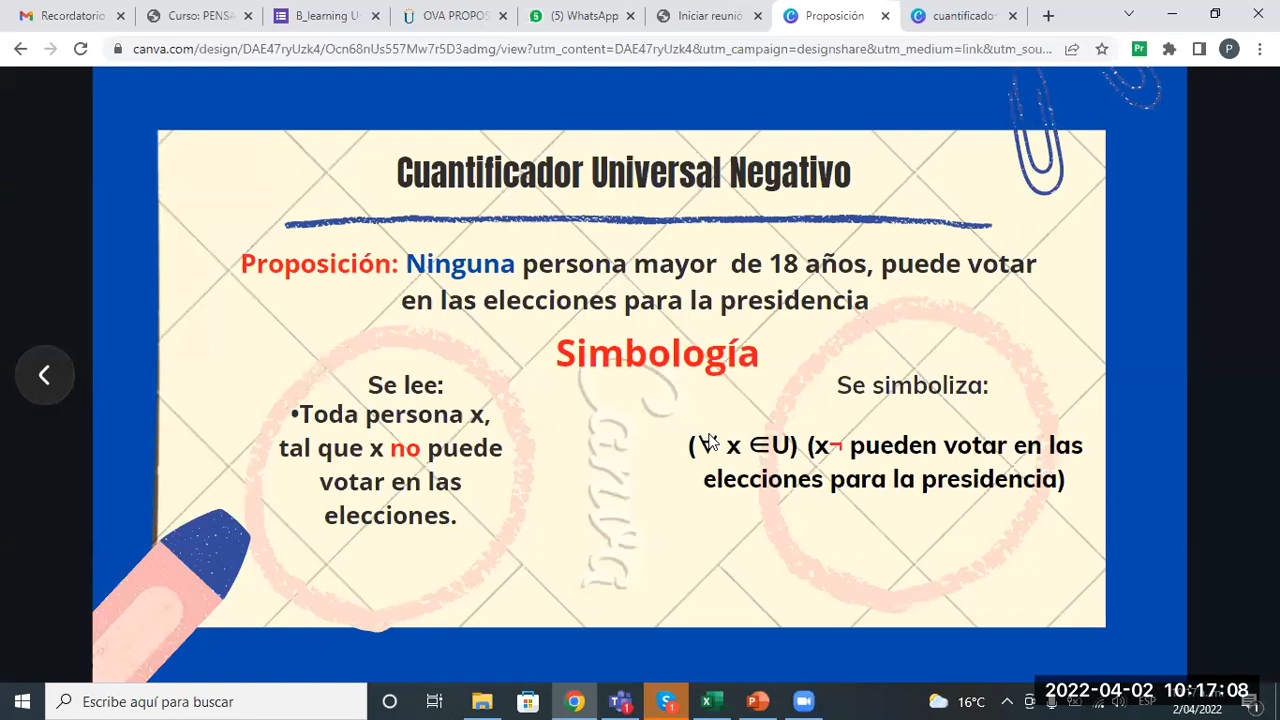 Recordatorio
Curso: PENSA
B_learning U
OVA PROPOS
(5) WhatsApp
Iniciar reunió
Proposición
cuantificado
canva.com/design/DAE47ryUzk4/Ocn68nUs557Mw7r5D3admg/view?utm_content=DAE47ryUzk4&utm_campaign=designshare&utm_medium=link&utm_sou...
Pr
P
Cuantificador Universal Negativo
Proposición: Ninguna persona mayor de 18 años, puede votar
en las elecciones para la presidencia
Simbología
Se lee:
•Toda persona x,
tal que x no puede
votar en las
elecciones.
Se simboliza:
(∀ x ∈U) (x¬ pueden votar en las
elecciones para la presidencia)
Canva
Escribe aquí para buscar
16°C
ESP
2022-04-02 10:17:08
2/04/2022